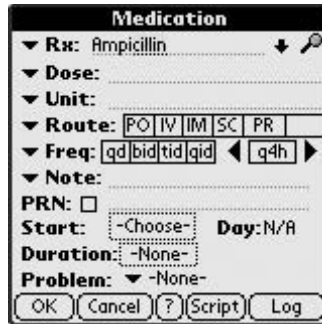 Medication
Rx: Ampicillin
Dose:
Unit:
Route: PO IV IM SC PR
Freq: qd bid tid qid q4h
Note:
PRN:
Start: -Choose- Day: N/A
Duration: -None-
Problem: -None-
OK Cancel ? Script Log